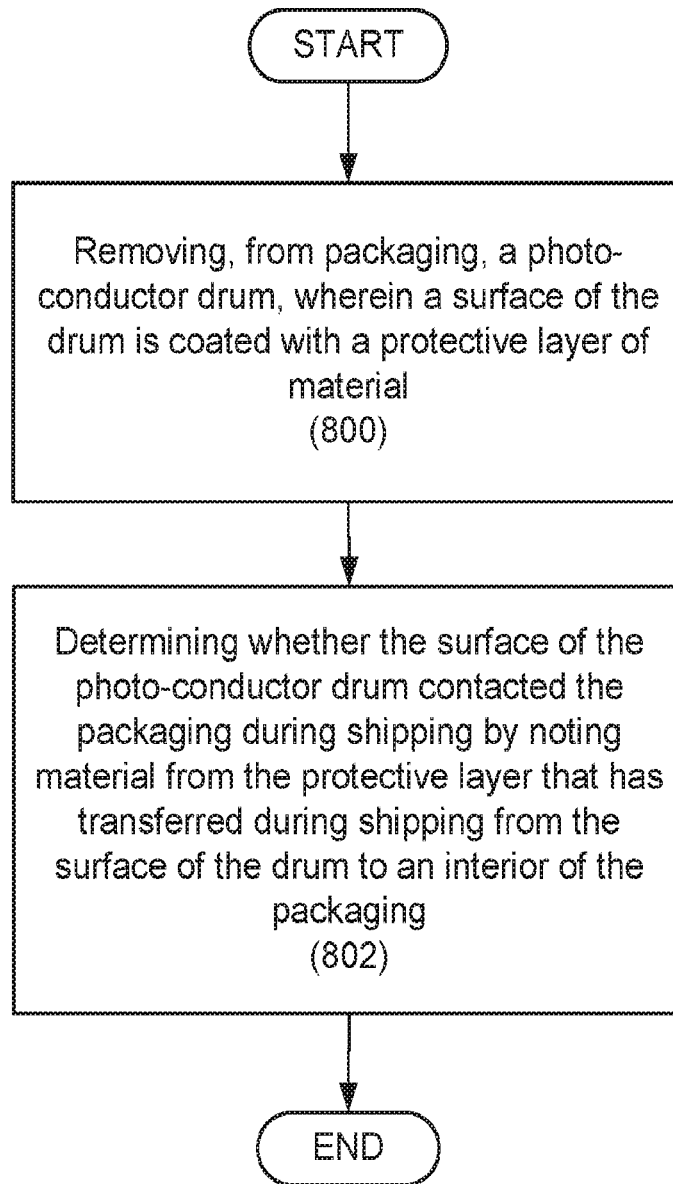 START
Removing, from packaging, a photo-
conductor drum, wherein a surface of the
drum is coated with a protective layer of
material
(800)
Determining whether the surface of the
photo-conductor drum contacted the
packaging during shipping by noting
material from the protective layer that has
transferred during shipping from the
surface of the drum to an interior of the
packaging
(802)
END